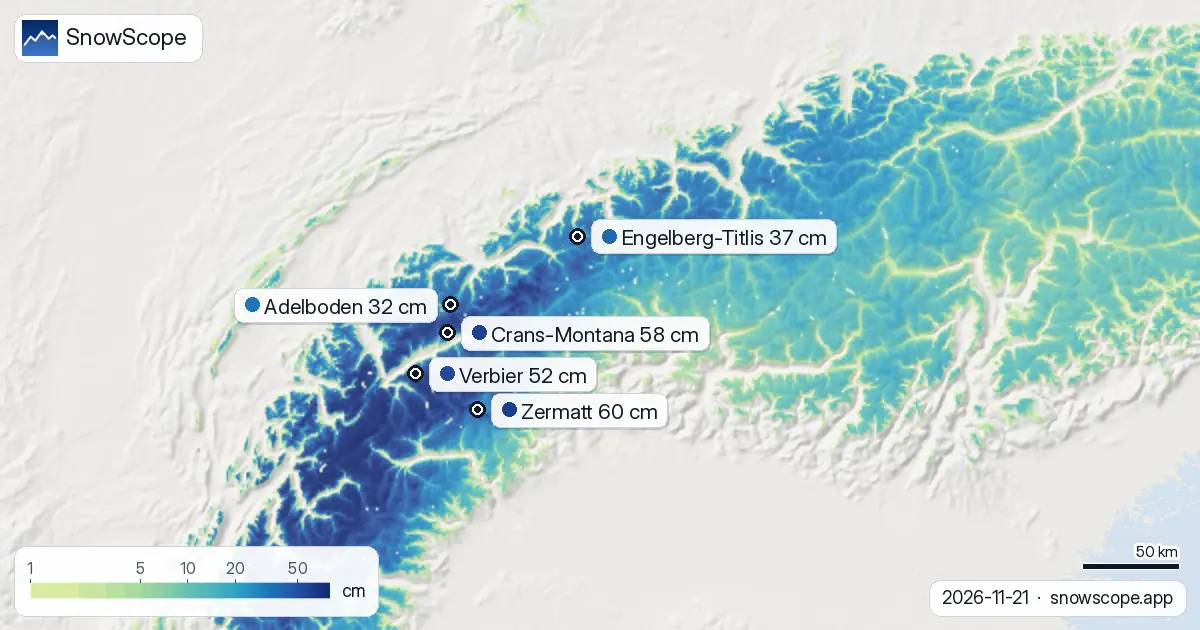 SnowScope
Engelberg-Titlis 37 cm
Adelboden 32 cm
Crans-Montana 58 cm
Verbier 52 cm
Zermatt 60 cm
1 5 10 20 50
cm
50 km
2026-11-21 · snowscope.app